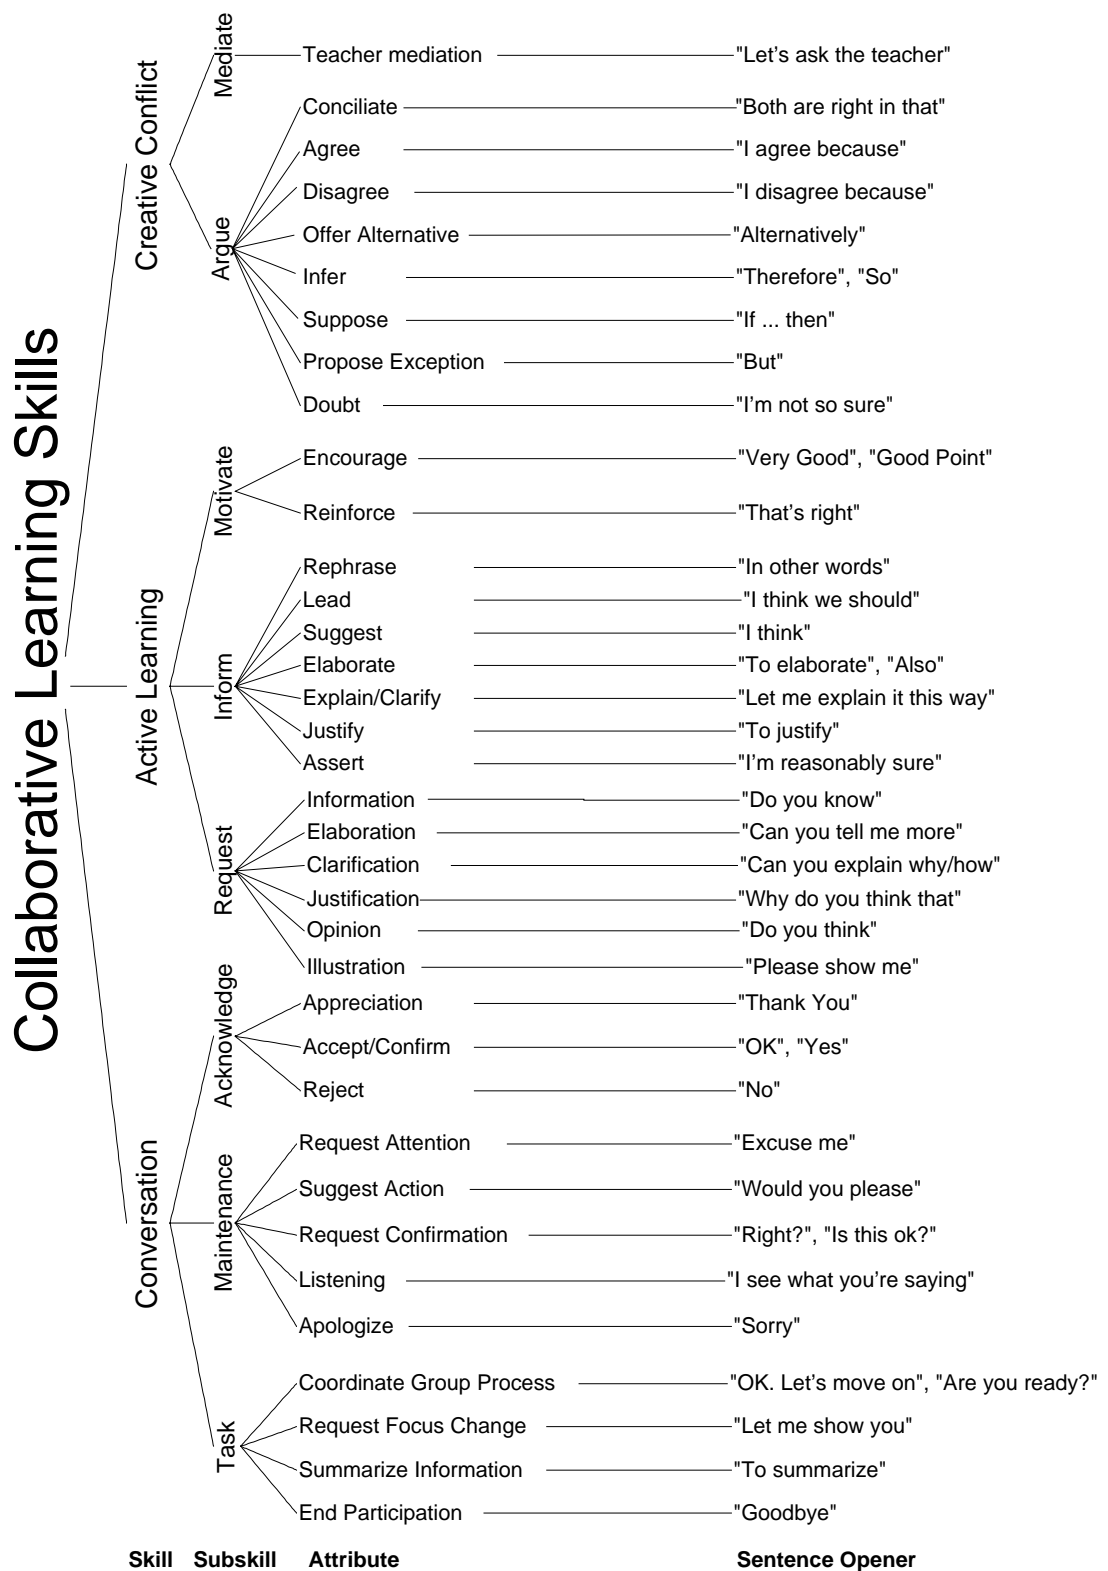 Collaborative Learning Skills
Creative Conflict
Mediate
Teacher mediation "Let's ask the teacher"
Argue
Conciliate "Both are right in that"
Agree "I agree because"
Disagree "I disagree because"
Offer Alternative "Alternatively"
Infer "Therefore", "So"
Suppose "If ... then"
Propose Exception "But"
Doubt "I'm not so sure"
Active Learning
Motivate
Encourage "Very Good", "Good Point"
Reinforce "That's right"
Inform
Rephrase "In other words"
Lead "I think we should"
Suggest "I think"
Elaborate "To elaborate", "Also"
Explain/Clarify "Let me explain it this way"
Justify "To justify"
Assert "I'm reasonably sure"
Request
Information "Do you know"
Elaboration "Can you tell me more"
Clarification "Can you explain why/how"
Justification "Why do you think that"
Opinion "Do you think"
Illustration "Please show me"
Conversation
Acknowledge
Appreciation "Thank You"
Accept/Confirm "OK", "Yes"
Reject "No"
Maintenance
Request Attention "Excuse me"
Suggest Action "Would you please"
Request Confirmation "Right?", "Is this ok?"
Listening "I see what you're saying"
Apologize "Sorry"
Task
Coordinate Group Process "OK. Let's move on", "Are you ready?"
Request Focus Change "Let me show you"
Summarize Information "To summarize"
End Participation "Goodbye"
Skill Subskill Attribute Sentence Opener